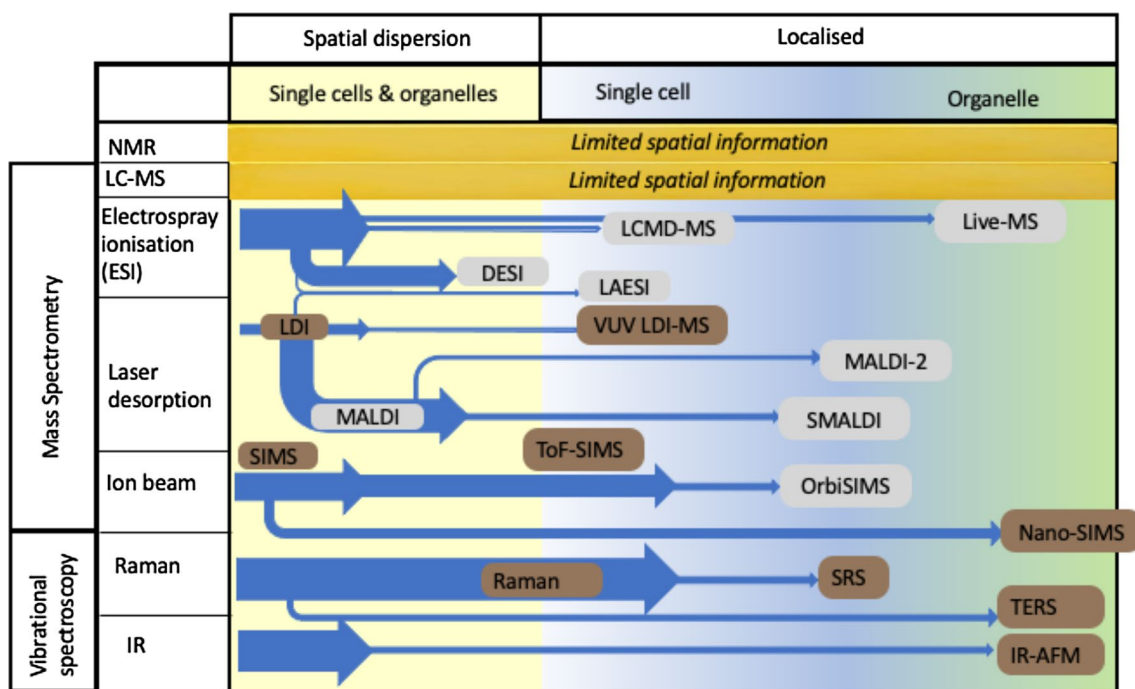 Spatial dispersion
Localised
Single cells & organelles
Single cell
Organelle
NMR
Limited spatial information
LC-MS
Limited spatial information
Mass Spectrometry
Electrospray
ionisation
(ESI)
LCMD-MS
Live-MS
DESI
LAESI
LDI
VUV LDI-MS
Laser
desorption
MALDI-2
MALDI
SMALDI
SIMS
ToF-SIMS
Ion beam
OrbiSIMS
Nano-SIMS
Vibrational
spectroscopy
Raman
Raman
SRS
TERS
IR
IR-AFM